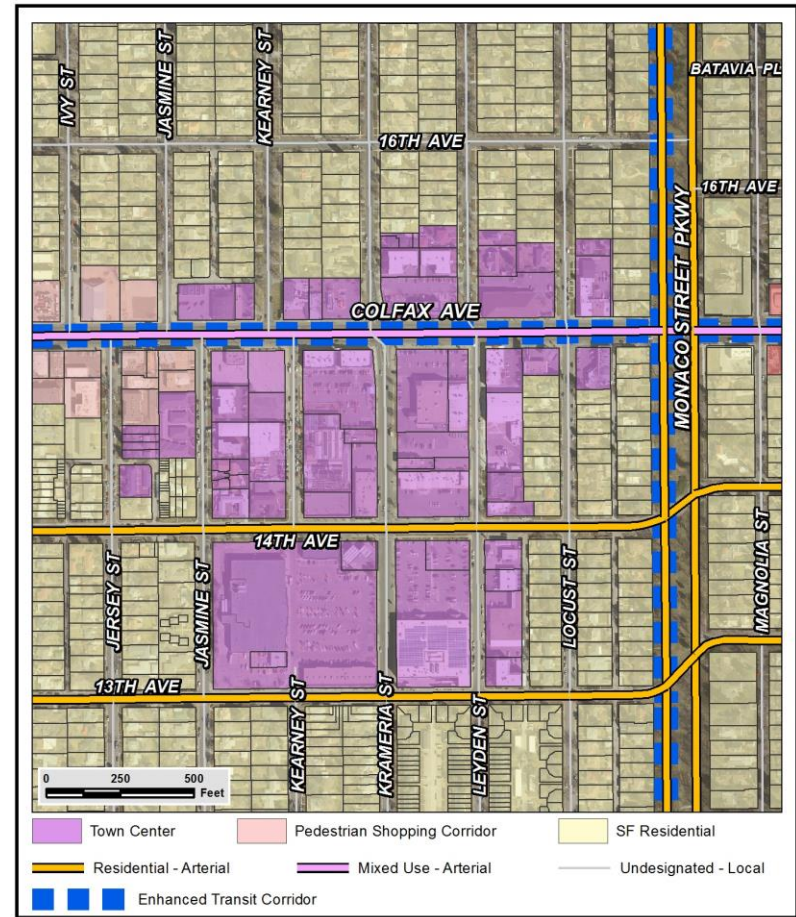 IVY ST
JASMINE ST
KEARNEY ST
BATAVIA PL
16TH AVE
16TH AVE
MONACO STREET PKWY
COLFAX AVE
14TH AVE
JERSEY ST
JASMINE ST
LOCUST ST
MAGNOLIA ST
13TH AVE
KEARNEY ST
KRAMERIA ST
LEYDEN ST
0 250 500
Feet
Town Center
Pedestrian Shopping Corridor
SF Residential
Residential - Arterial
Mixed Use - Arterial
Undesignated - Local
Enhanced Transit Corridor